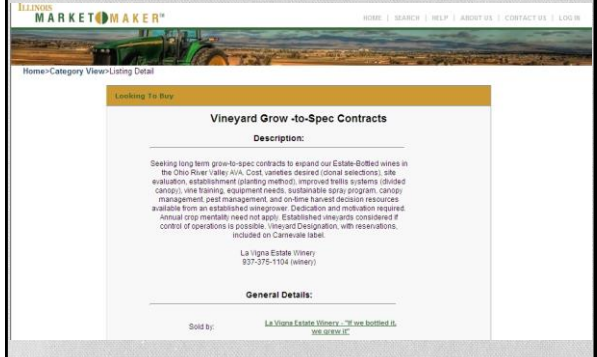 ILLINOIS
MARKET MAKER™
HOME | SEARCH | HELP | ABOUT US | CONTACT US | LOG IN
Home>Category View>Listing Detail
Looking To Buy
Vineyard Grow -to-Spec Contracts
Description:
Seeking long term grow-to-spec contracts to expand our Estate-Bottled wines in
the Ohio River Valley AVA. Cost, varieties desired (clonal selections), site
evaluation, establishment (planting method), improved trellis systems (divided
canopy), vine training, equipment needs, sustainable spray program, canopy
management, pest management, and on-time harvest decision resources
available from an established winegrower. Dedication and motivation required.
Annual crop mentality need not apply. Established vineyards considered if
control of operations is possible. Vineyard Designation, with reservations,
included on Carnevale label.
La Vigna Estate Winery
937-375-1104 (winery)
General Details:
Sold by: La Vigna Estate Winery - "If we bottled it,
we grew it"